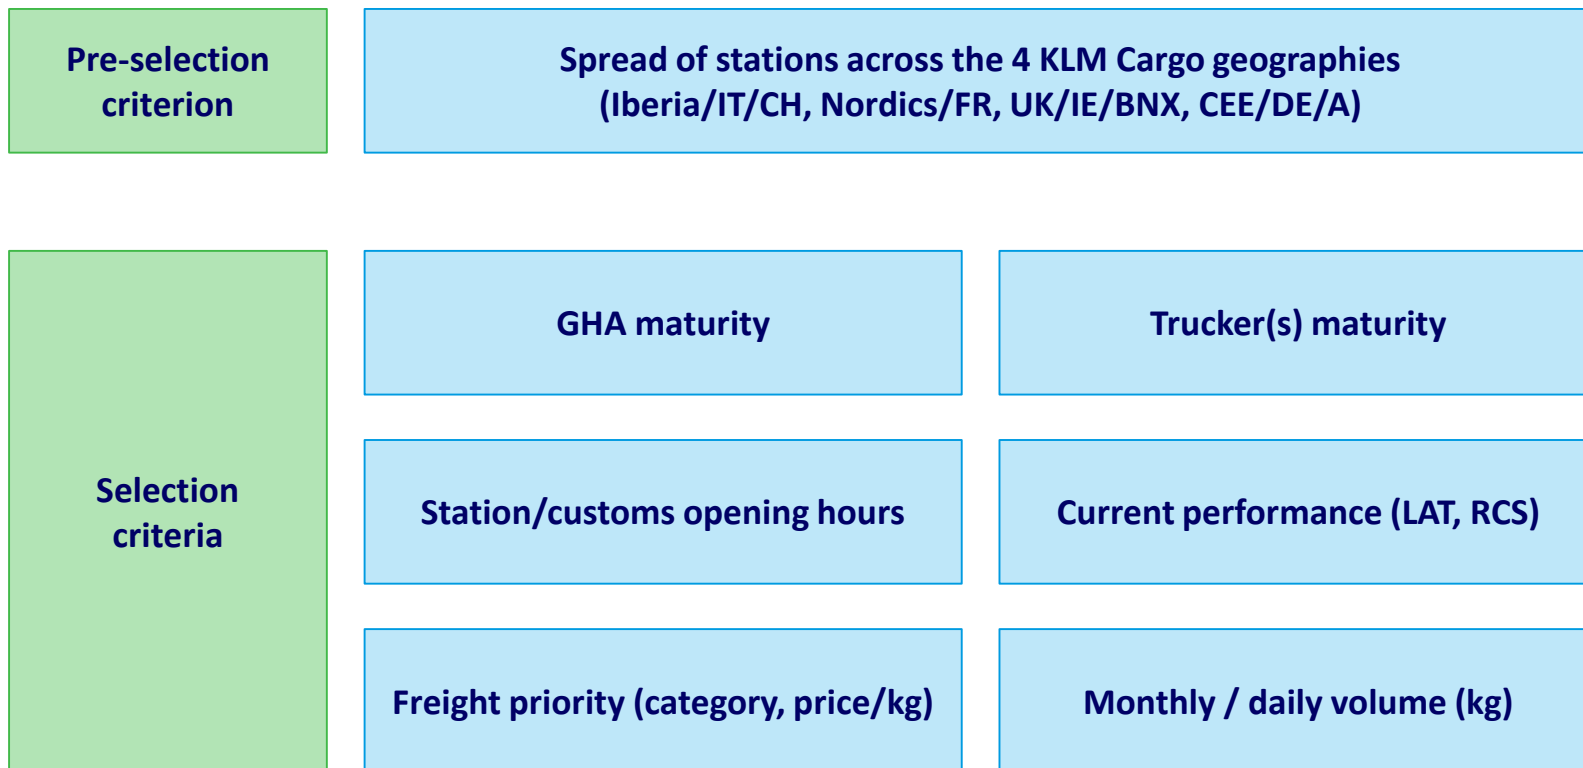 Pre-selection
criterion
Spread of stations across the 4 KLM Cargo geographies
(Iberia/IT/CH, Nordics/FR, UK/IE/BNX, CEE/DE/A)
Selection
criteria
GHA maturity
Trucker(s) maturity
Station/customs opening hours
Current performance (LAT, RCS)
Freight priority (category, price/kg)
Monthly / daily volume (kg)